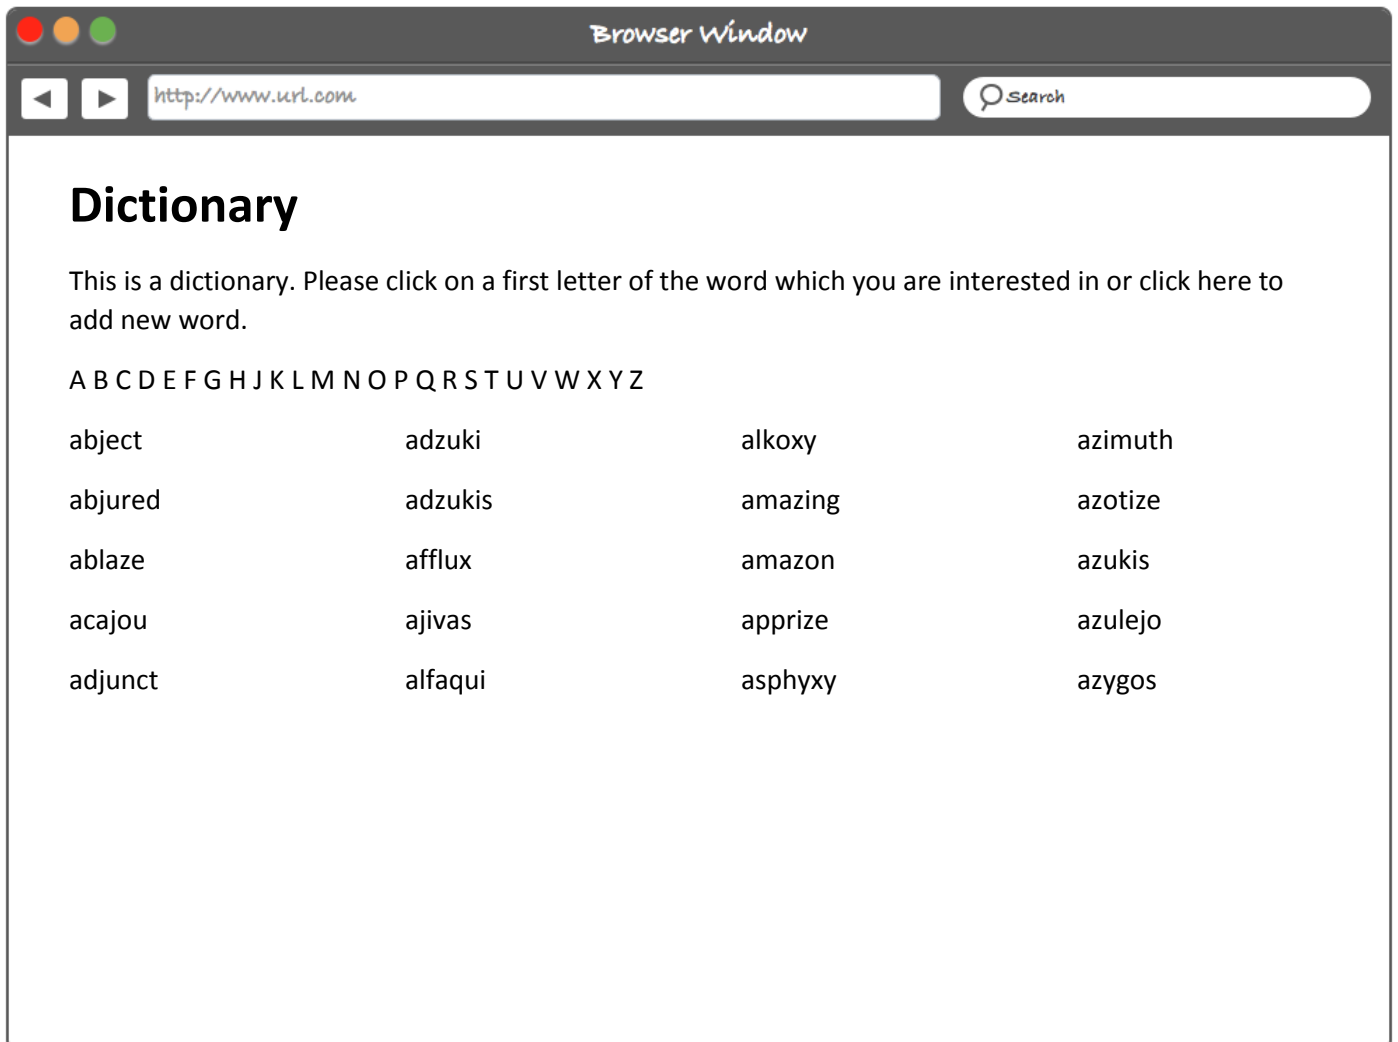 Browser Window
http://www.url.com
Search
Dictionary
This is a dictionary. Please click on a first letter of the word which you are interested in or click here to
add new word.
A B C D E F G H J K L M N O P Q R S T U V W X Y Z
abject adzuki alkoxy azimuth
abjured adzukis amazing azotize
ablaze afflux amazon azukis
acajou ajivas apprize azulejo
adjunct alfaqui asphyxy azygos